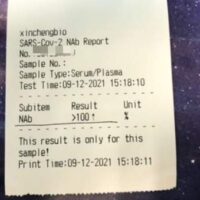 xinchengbio
SARS-Cov-2 NAb Report
No.
Sample No.:
Sample Type:Serum/Plasma
Test Time:09-12-2021 15:18:10
Subitem Result Unit
NAb >100↑ %
This result is only for this
sample!
Print Time:09-12-2021 15:18:11